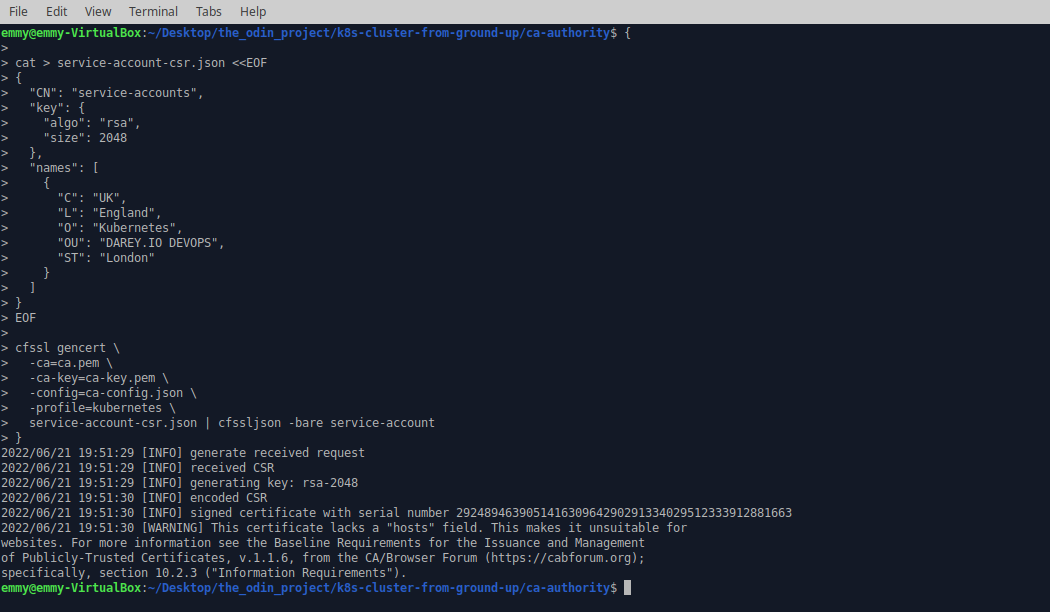 File Edit View Terminal Tabs Help
emmy@emmy-VirtualBox:~/Desktop/the_odin_project/k8s-cluster-from-ground-up/ca-authority$ {
>
> cat > service-account-csr.json <<EOF
> {
>   "CN": "service-accounts",
>   "key": {
>     "algo": "rsa",
>     "size": 2048
>   },
>   "names": [
>     {
>       "C": "UK",
>       "L": "England",
>       "O": "Kubernetes",
>       "OU": "DAREY.IO DEVOPS",
>       "ST": "London"
>     }
>   ]
> }
> EOF
>
> cfssl gencert \
>   -ca=ca.pem \
>   -ca-key=ca-key.pem \
>   -config=ca-config.json \
>   -profile=kubernetes \
>   service-account-csr.json | cfssljson -bare service-account
> }
2022/06/21 19:51:29 [INFO] generate received request
2022/06/21 19:51:29 [INFO] received CSR
2022/06/21 19:51:29 [INFO] generating key: rsa-2048
2022/06/21 19:51:30 [INFO] encoded CSR
2022/06/21 19:51:30 [INFO] signed certificate with serial number 292489463905141630964290291334029512333912881663
2022/06/21 19:51:30 [WARNING] This certificate lacks a "hosts" field. This makes it unsuitable for
websites. For more information see the Baseline Requirements for the Issuance and Management
of Publicly-Trusted Certificates, v.1.1.6, from the CA/Browser Forum (https://cabforum.org);
specifically, section 10.2.3 ("Information Requirements").
emmy@emmy-VirtualBox:~/Desktop/the_odin_project/k8s-cluster-from-ground-up/ca-authority$